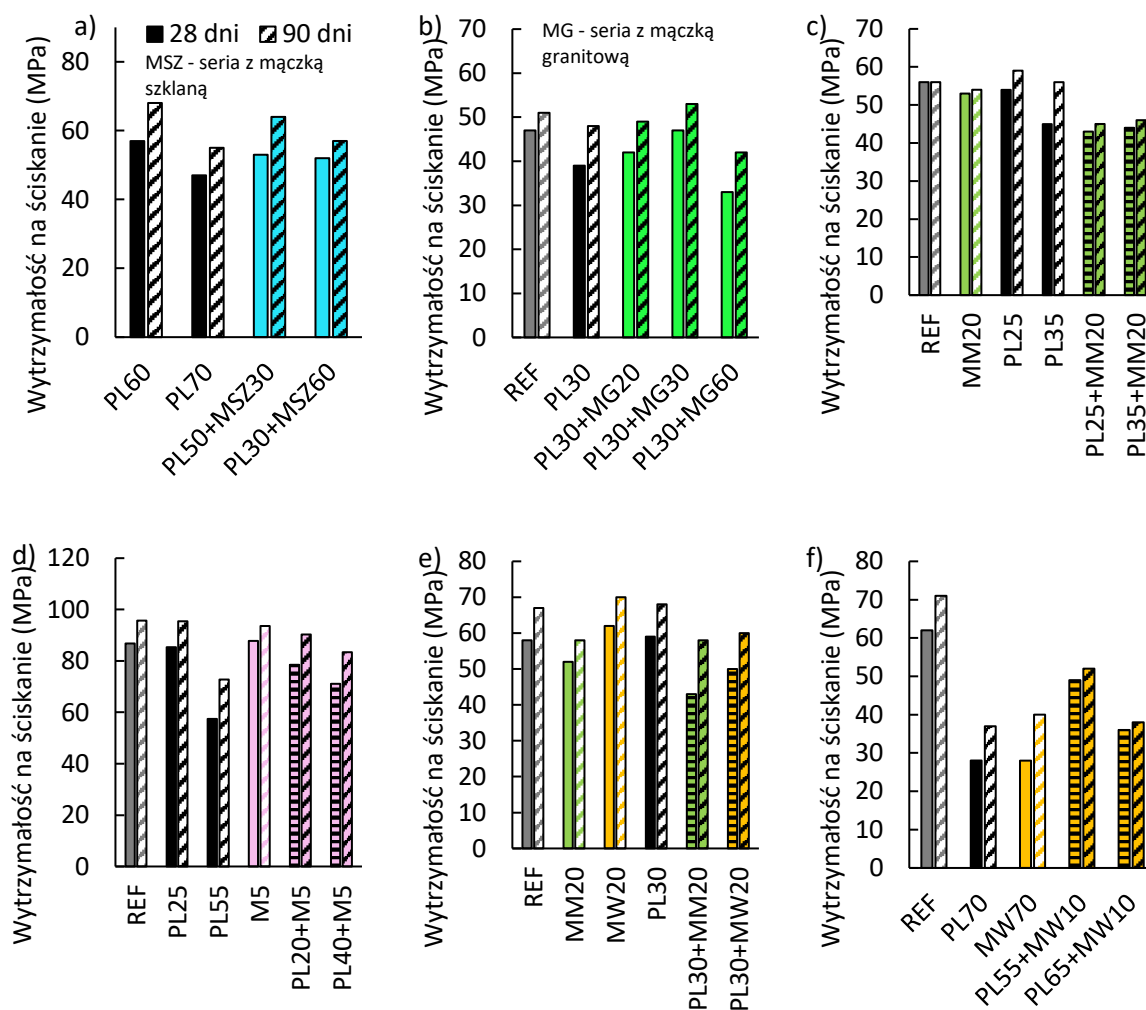 a)
28 dni 90 dni
MSZ - seria z mączką
szklaną
Wytrzymałość na ściskanie (MPa)
80
60
40
20
0
PL60
PL70
PL50+MSZ30
PL30+MSZ60
b)
MG - seria z mączką
granitową
Wytrzymałość na ściskanie (MPa)
70
60
50
40
30
20
10
0
REF
PL30
PL30+MG20
PL30+MG30
PL30+MG60
c)
Wytrzymałość na ściskanie (MPa)
70
60
50
40
30
20
10
0
REF
MM20
PL25
PL35
PL25+MM20
PL35+MM20
d)
Wytrzymałość na ściskanie (MPa)
120
100
80
60
40
20
0
REF
PL25
PL55
M5
PL20+M5
PL40+M5
e)
Wytrzymałość na ściskanie (MPa)
80
70
60
50
40
30
20
10
0
REF
MM20
MW20
PL30
PL30+MM20
PL30+MW20
f)
Wytrzymałość na ściskanie (MPa)
80
70
60
50
40
30
20
10
0
REF
PL70
MW70
PL55+MW10
PL65+MW10